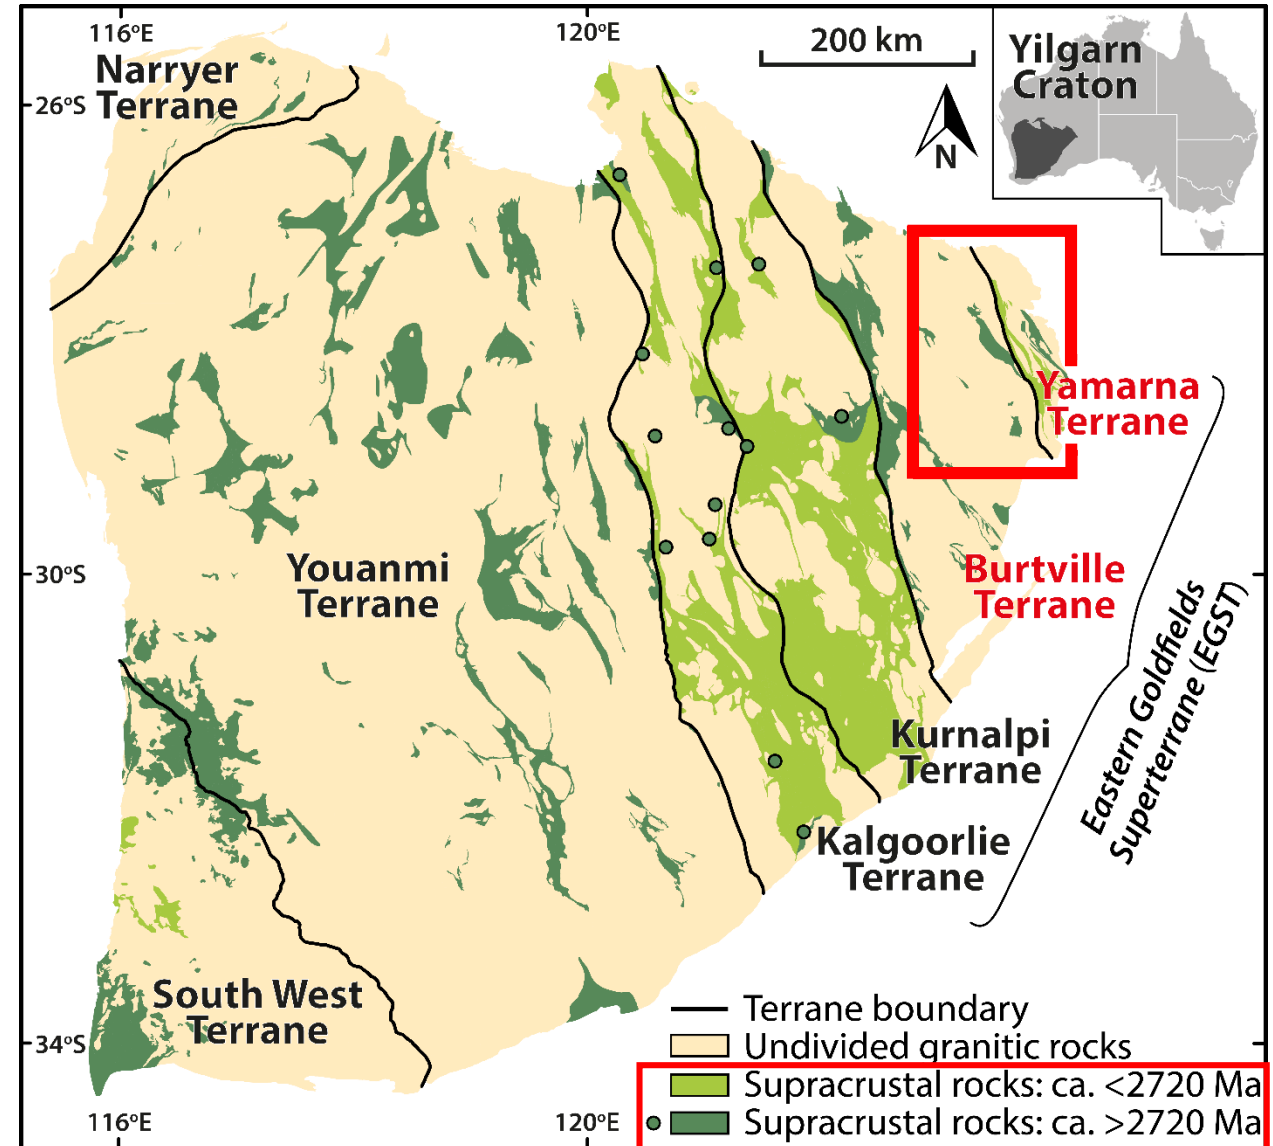 116°E
120°E
200 km
Yilgarn
Craton
Narryer
Terrane
26°S
N
Yamarna
Terrane
Youanmi
Terrane
30°S
Burtville
Terrane
Eastern Goldfields
Superterrane (EGST)
Kurnalpi
Terrane
Kalgoorlie
Terrane
South West
Terrane
34°S
Terrane boundary
Undivided granitic rocks
Supracrustal rocks: ca. <2720 Ma
Supracrustal rocks: ca. >2720 Ma
116°E
120°E